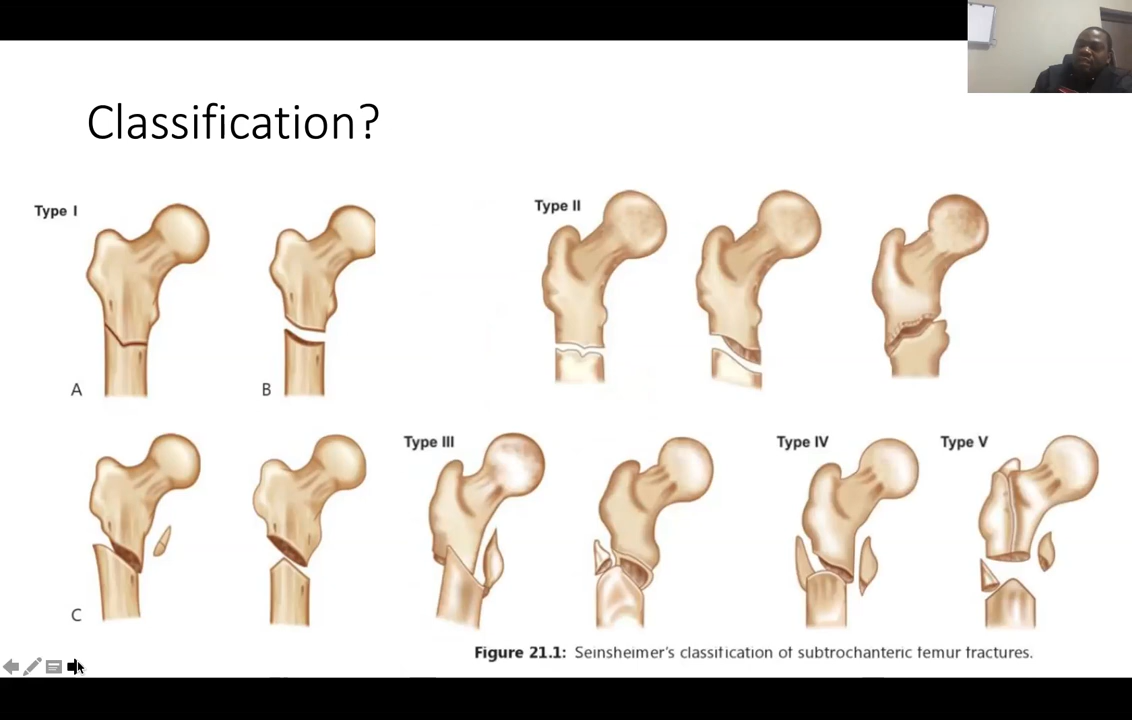 Classification?
Type I
Type II
A
B
Type III
Type IV
Type V
C
Figure 21.1: Seinsheimer's classification of subtrochanteric femur fractures.